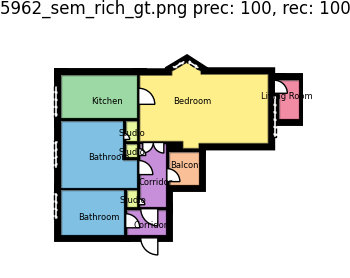 5962_sem_rich_gt.png prec: 100, rec: 100
Kitchen
Bedroom
Living Room
Studio
Studio
Bathroom
Balcony
Corridor
Studio
Bathroom
Corridor